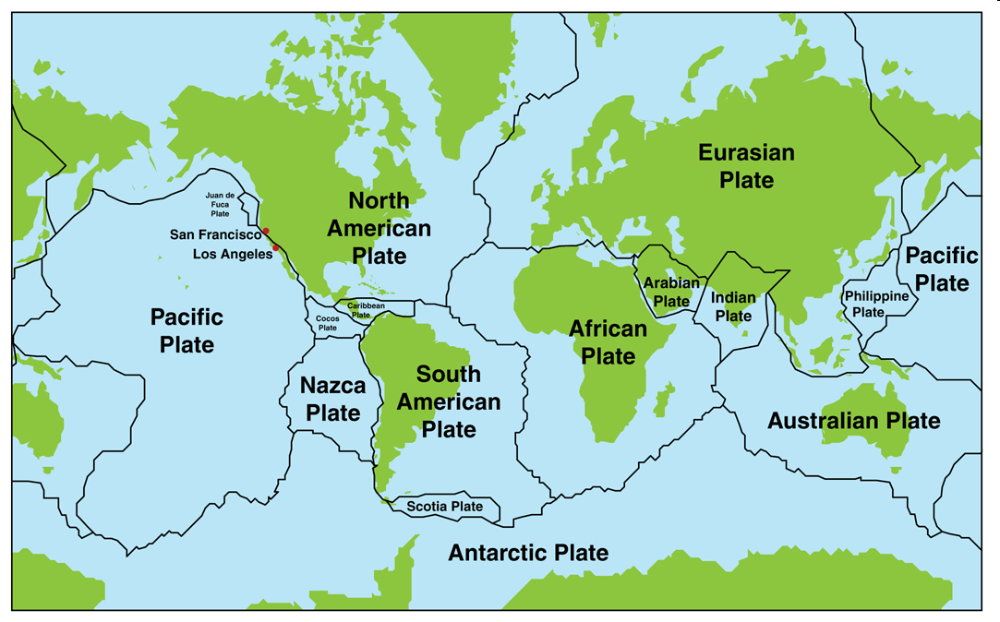 Eurasian
Plate
Juan de
Fuca
Plate
North
American
Plate
San Francisco
Los Angeles
Pacific
Plate
Arabian
Plate
Indian
Plate
Philippine
Plate
Caribbean
Plate
Cocos
Plate
Pacific
Plate
African
Plate
Nazca
Plate
South
American
Plate
Australian Plate
Scotia Plate
Antarctic Plate